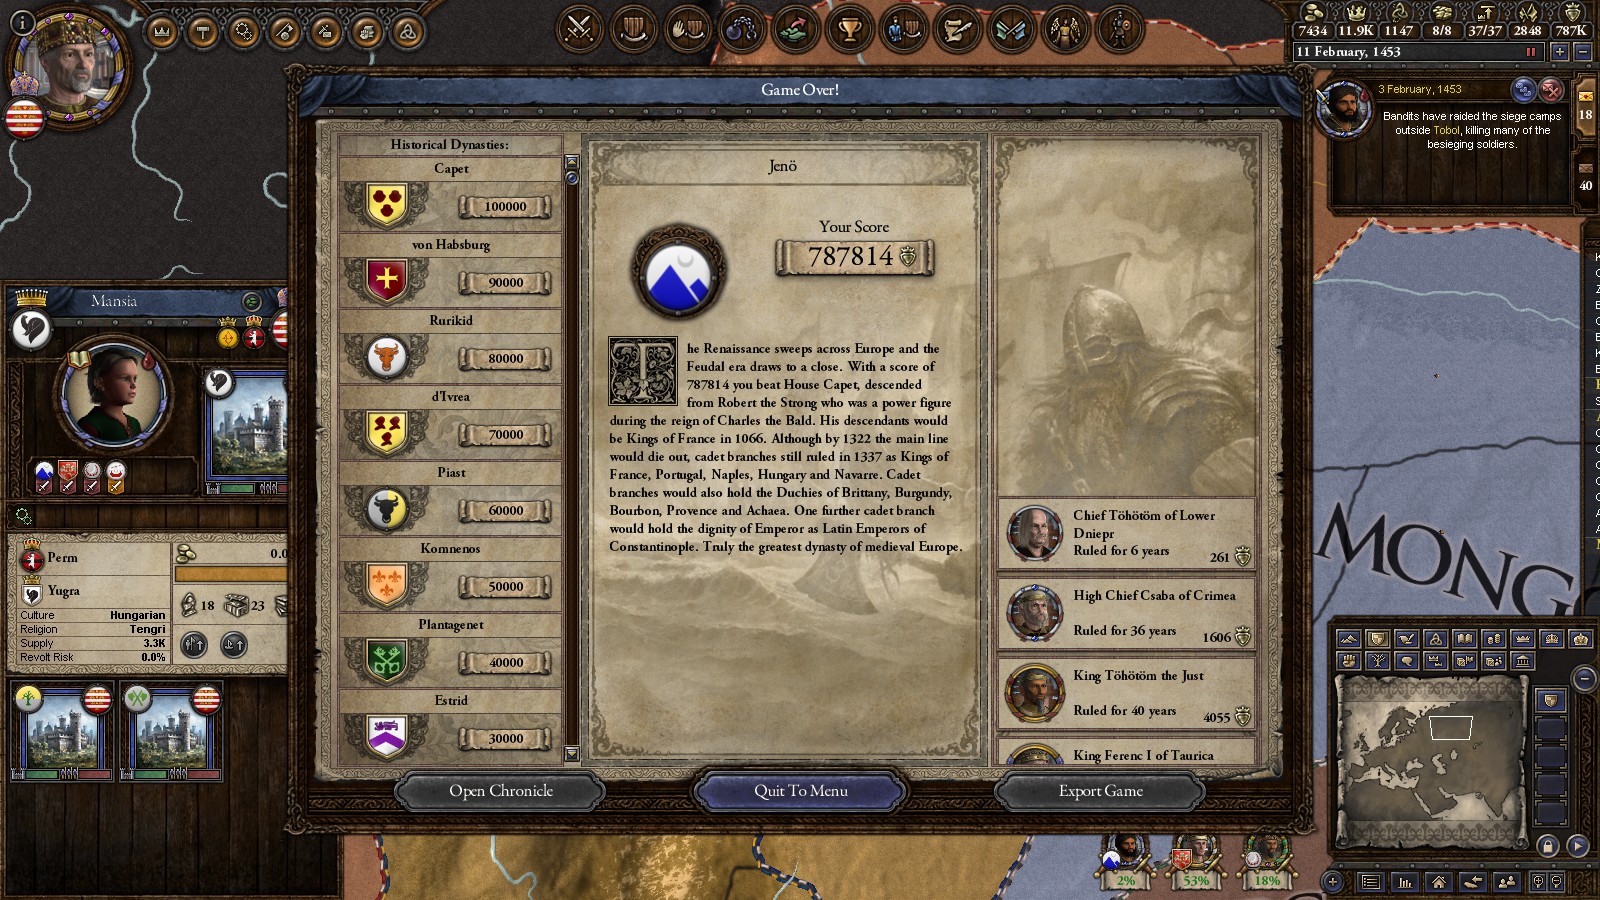 7434 11.9K 1147 8/8 37/37 2848 787K
11 February, 1453
Game Over!
3 February, 1453
Bandits have raided the siege camps
outside Tobol, killing many of the
besieging soldiers.
18
40
Historical Dynasties:
Capet
100000
von Habsburg
90000
Rurikid
80000
d'Ivrea
70000
Piast
60000
Komnenos
50000
Plantagenet
40000
Estrid
30000
Jenö
Your Score
787814
The Renaissance sweeps across Europe and the
Feudal era draws to a close. With a score of
787814 you beat House Capet, descended
from Robert the Strong who was a power figure
during the reign of Charles the Bald. His descendants would
be Kings of France in 1066. Although by 1322 the main line
would die out, cadet branches still ruled in 1337 as Kings of
France, Portugal, Naples, Hungary and Navarre. Cadet
branches would also hold the Duchies of Brittany, Burgundy,
Bourbon, Provence and Achaea. One further cadet branch
would hold the dignity of Emperor as Latin Emperors of
Constantinople. Truly the greatest dynasty of medieval Europe.
Chief Töhötöm of Lower
Dniepr
Ruled for 6 years
261
High Chief Csaba of Crimea
Ruled for 36 years
1606
King Töhötöm the Just
Ruled for 40 years
4055
King Ferenc I of Taurica
Open Chronicle
Quit To Menu
Export Game
Mansia
Perm
Yugra
Culture Hungarian
Religion Tengri
Supply 3.3K
Revolt Risk 0.0%
0.0
18 23
MONG
2% 53% 18%